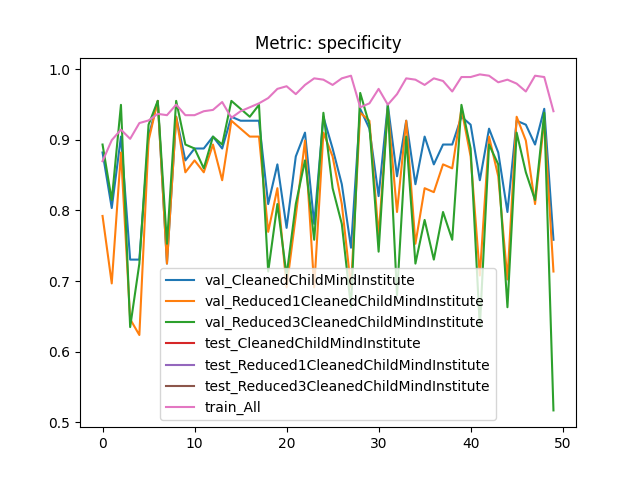 Metric: specificity
1.0
0.9
0.8
0.7
0.6
0.5
val_CleanedChildMindInstitute
val_Reduced1CleanedChildMindInstitute
val_Reduced3CleanedChildMindInstitute
test_CleanedChildMindInstitute
test_Reduced1CleanedChildMindInstitute
test_Reduced3CleanedChildMindInstitute
train_All
0 10 20 30 40 50